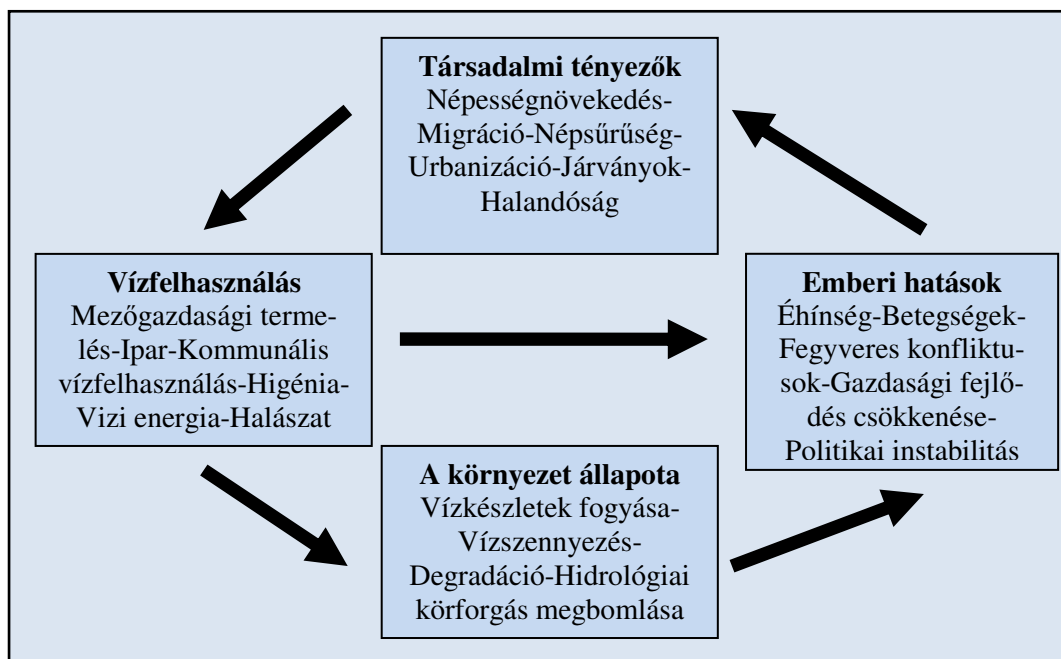 Társadalmi tényezők
Népességnövekedés-
Migráció-Népsűrűség-
Urbanizáció-Járványok-
Halandóság
Vízfelhasználás
Mezőgazdasági terme-
lés-Ipar-Kommunális
vízfelhasználás-Higénia-
Vizi energia-Halászat
Emberi hatások
Éhínség-Betegségek-
Fegyveres konfliktu-
sok-Gazdasági fejlő-
dés csökkenése-
Politikai instabilitás
A környezet állapota
Vízkészletek fogyása-
Vízszennyezés-
Degradáció-Hidrológiai
körforgás megbomlása